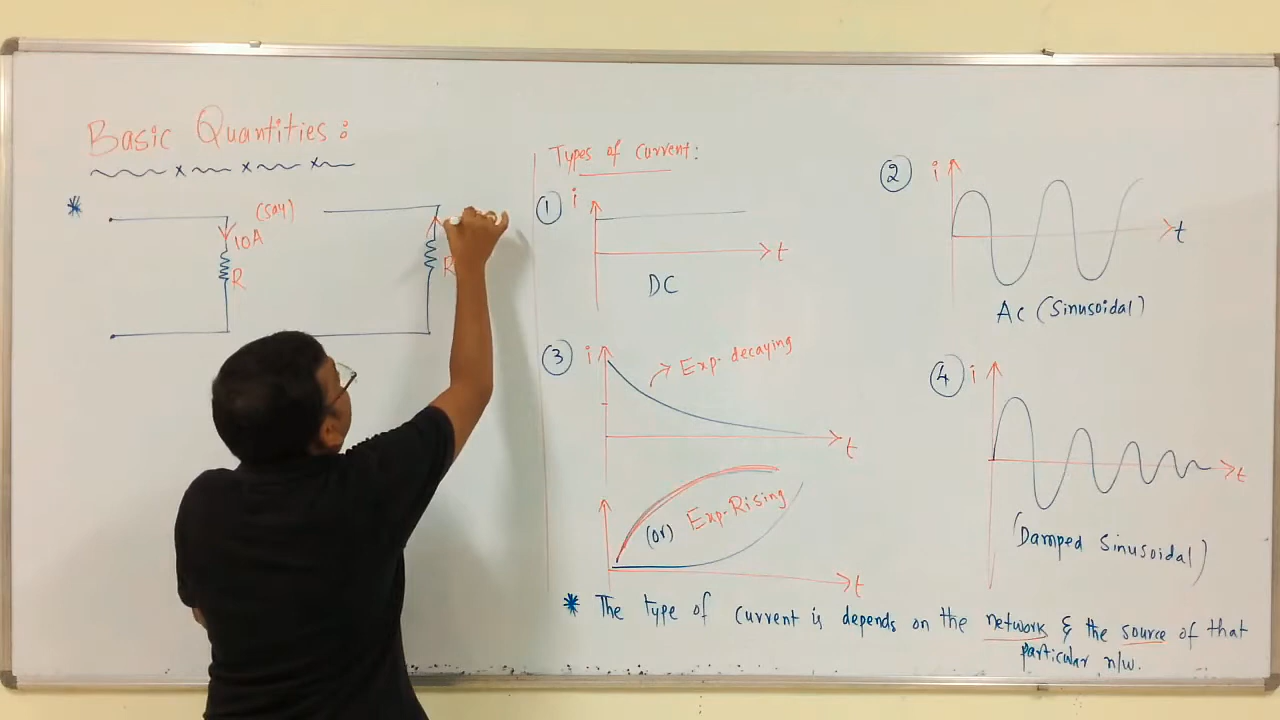 Basic Quantities:
*
(say)
10A
R
R
Types of current:
1
i
t
DC
2
i
t
Ac (Sinusoidal)
3
i
Exp. decaying
t
(or) Exp-Rising
t
4
i
t
(Damped Sinusoidal)
* The type of current is depends on the network & the source of that
particular n/w.